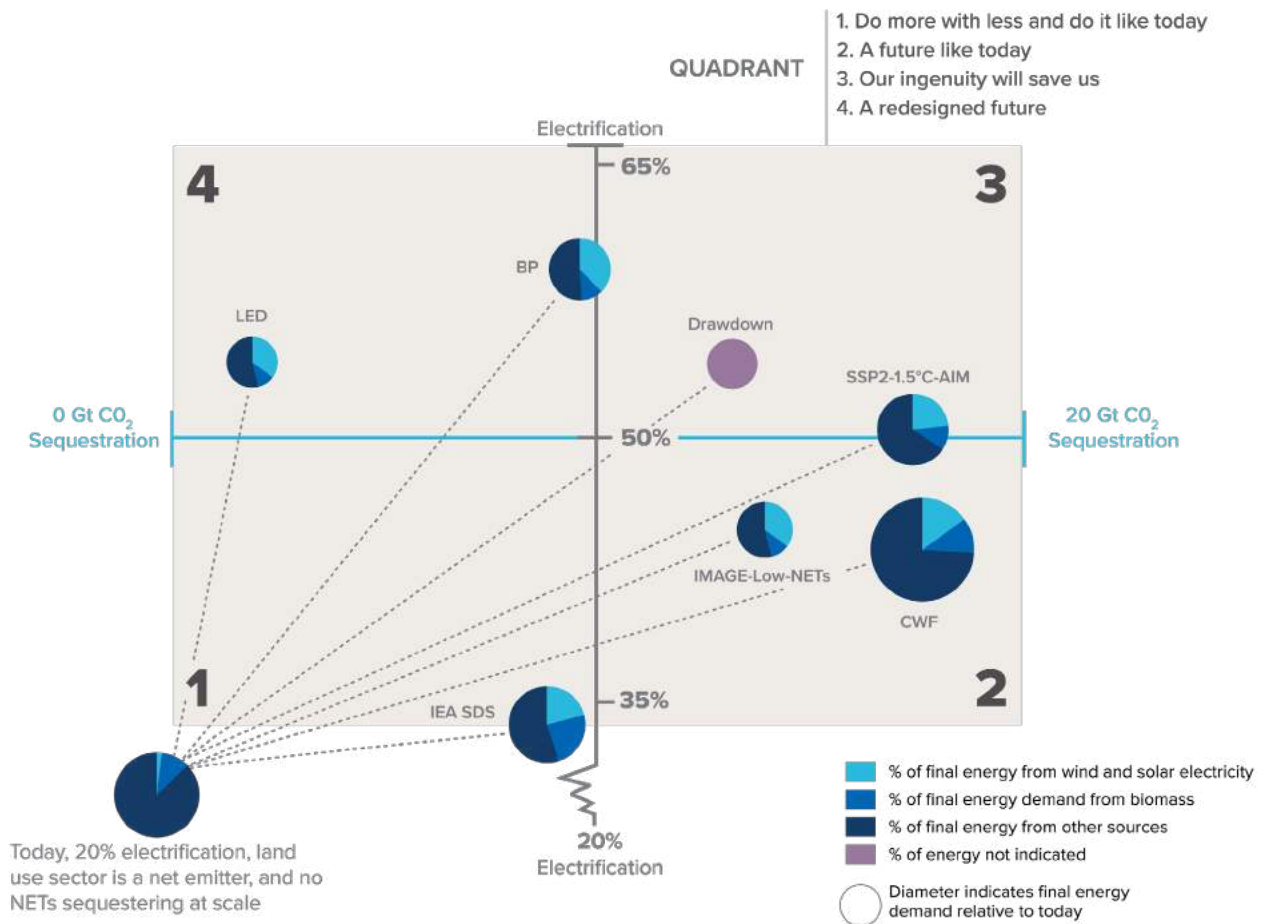 QUADRANT
1. Do more with less and do it like today
2. A future like today
3. Our ingenuity will save us
4. A redesigned future
Electrification
65%
4
3
BP
LED
Drawdown
SSP2-1.5°C-AIM
0 Gt CO₂
Sequestration
50%
20 Gt CO₂
Sequestration
IMAGE-Low-NETs
CWF
1
2
IEA SDS
35%
20%
Electrification
Today, 20% electrification, land
use sector is a net emitter, and no
NETs sequestering at scale
% of final energy from wind and solar electricity
% of final energy demand from biomass
% of final energy from other sources
% of energy not indicated
Diameter indicates final energy
demand relative to today